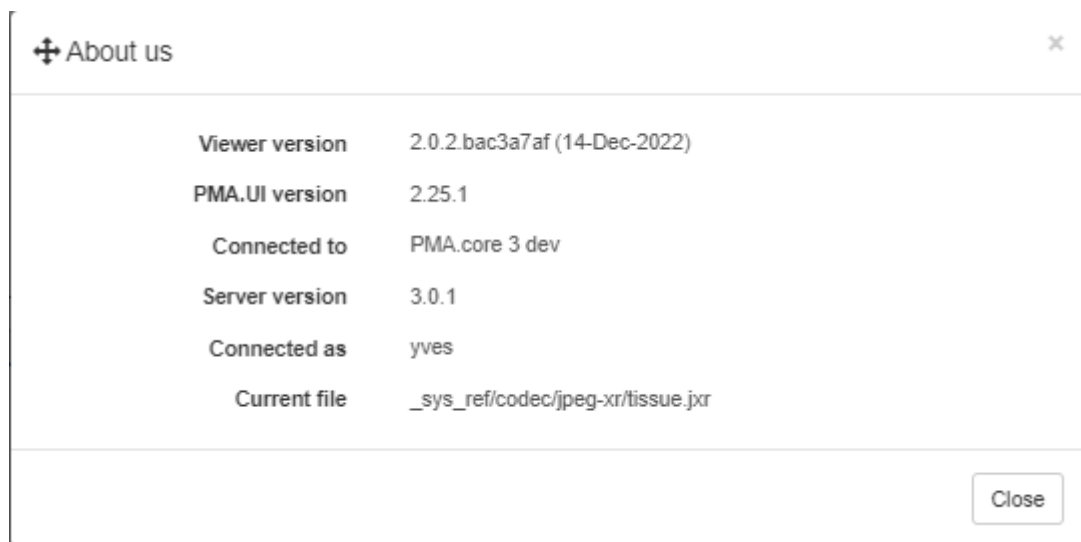 About us
Viewer version 2.0.2.bac3a7af (14-Dec-2022)
PMA.UI version 2.25.1
Connected to PMA.core 3 dev
Server version 3.0.1
Connected as yves
Current file _sys_ref/codec/jpeg-xr/tissue.jxr
Close